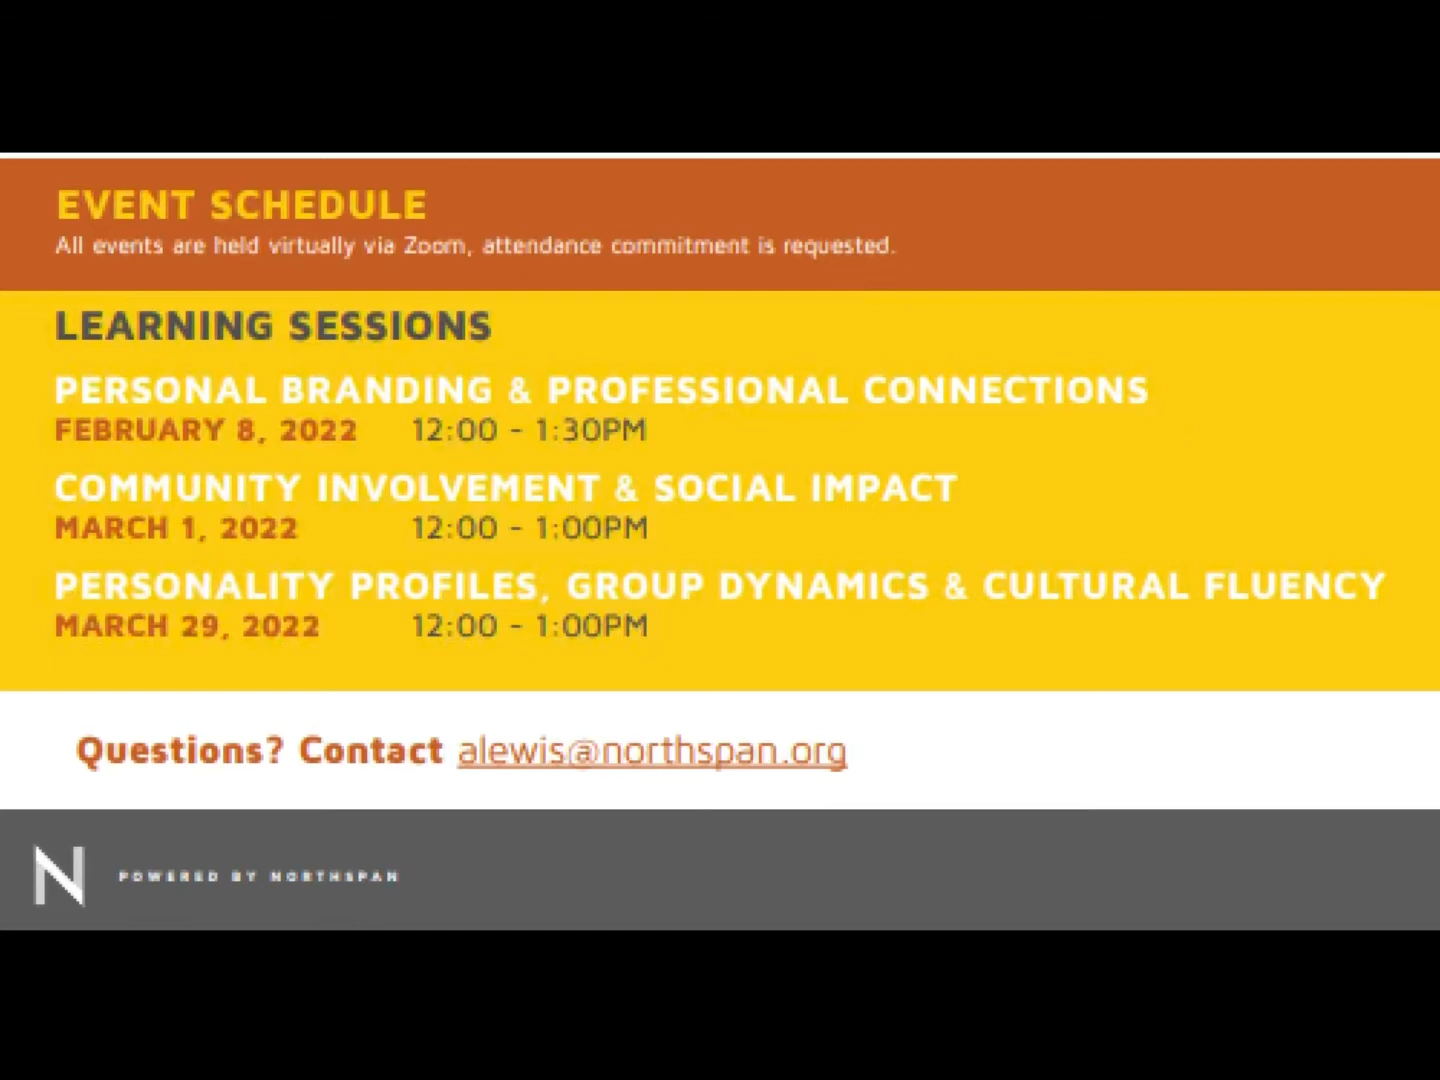 EVENT SCHEDULE
All events are held virtually via Zoom, attendance commitment is requested.
LEARNING SESSIONS
PERSONAL BRANDING & PROFESSIONAL CONNECTIONS
FEBRUARY 8, 2022 12:00 - 1:30PM
COMMUNITY INVOLVEMENT & SOCIAL IMPACT
MARCH 1, 2022 12:00 - 1:00PM
PERSONALITY PROFILES, GROUP DYNAMICS & CULTURAL FLUENCY
MARCH 29, 2022 12:00 - 1:00PM
Questions? Contact alewis@northspan.org
N POWERED BY NORTHSPAN